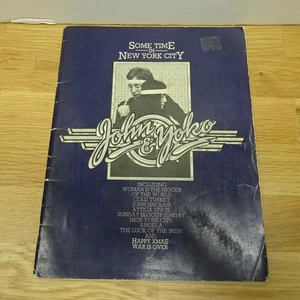 SOME TIME
IN
NEW YORK CITY
John & Yoko
INCLUDING
WOMAN IS THE NIGGER
OF THE WORLD
COLD TURKEY
JOHN SINCLAIR
ATTICA STATE
SUNDAY BLOODY SUNDAY
NEW YORK CITY
ANGELA
THE LUCK OF THE IRISH
AND
HAPPY XMAS
WAR IS OVER